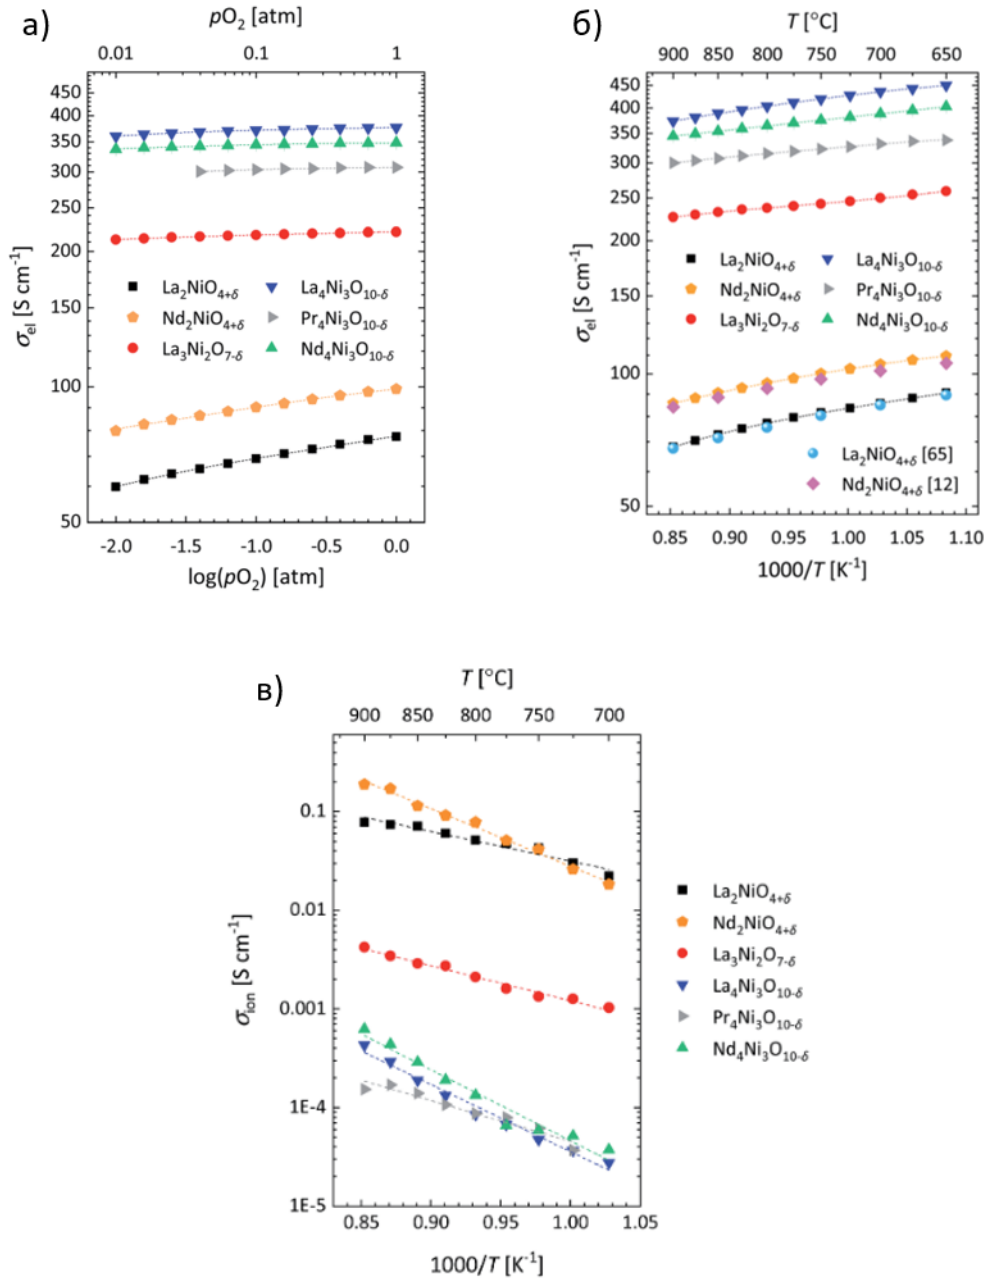 а)
pO₂ [atm]
0.01 0.1 1
σel [S cm⁻¹]
450
400
350
300
250
200
150
100
50
La₂NiO₄₊δ
Nd₂NiO₄₊δ
La₃Ni₂O₇₋δ
La₄Ni₃O₁₀₋δ
Pr₄Ni₃O₁₀₋δ
Nd₄Ni₃O₁₀₋δ
-2.0 -1.5 -1.0 -0.5 0.0
log(pO₂) [atm]
б)
T [°C]
900 850 800 750 700 650
σel [S cm⁻¹]
450
400
350
300
250
200
150
100
50
La₂NiO₄₊δ
Nd₂NiO₄₊δ
La₃Ni₂O₇₋δ
La₄Ni₃O₁₀₋δ
Pr₄Ni₃O₁₀₋δ
Nd₄Ni₃O₁₀₋δ
La₂NiO₄₊δ [65]
Nd₂NiO₄₊δ [12]
0.85 0.90 0.95 1.00 1.05 1.10
1000/T [K⁻¹]
в)
T [°C]
900 850 800 750 700
σion [S cm⁻¹]
0.1
0.01
0.001
1E-4
1E-5
La₂NiO₄₊δ
Nd₂NiO₄₊δ
La₃Ni₂O₇₋δ
La₄Ni₃O₁₀₋δ
Pr₄Ni₃O₁₀₋δ
Nd₄Ni₃O₁₀₋δ
0.85 0.90 0.95 1.00 1.05
1000/T [K⁻¹]